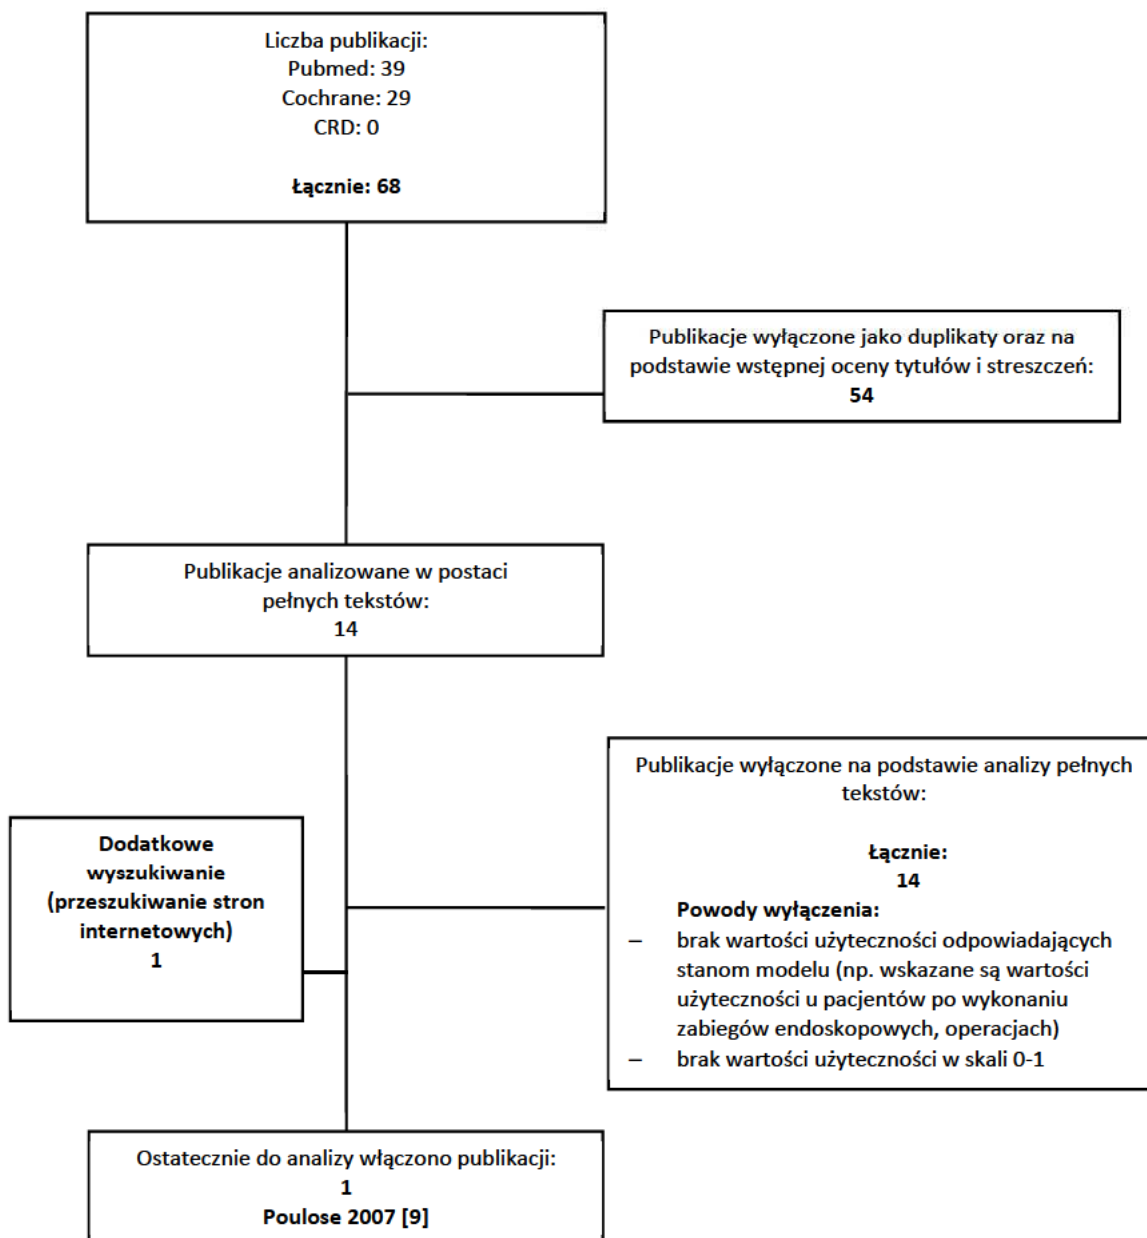 Liczba publikacji:
Pubmed: 39
Cochrane: 29
CRD: 0
Łącznie: 68
Publikacje wyłączone jako duplikaty oraz na
podstawie wstępnej oceny tytułów i streszczeń:
54
Publikacje analizowane w postaci
pełnych tekstów:
14
Publikacje wyłączone na podstawie analizy pełnych
tekstów:
Łącznie:
14
Powody wyłączenia:
– brak wartości użyteczności odpowiadających
stanom modelu (np. wskazane są wartości
użyteczności u pacjentów po wykonaniu
zabiegów endoskopowych, operacjach)
– brak wartości użyteczności w skali 0-1
Dodatkowe
wyszukiwanie
(przeszukiwanie stron
internetowych)
1
Ostatecznie do analizy włączono publikacji:
1
Poulose 2007 [9]